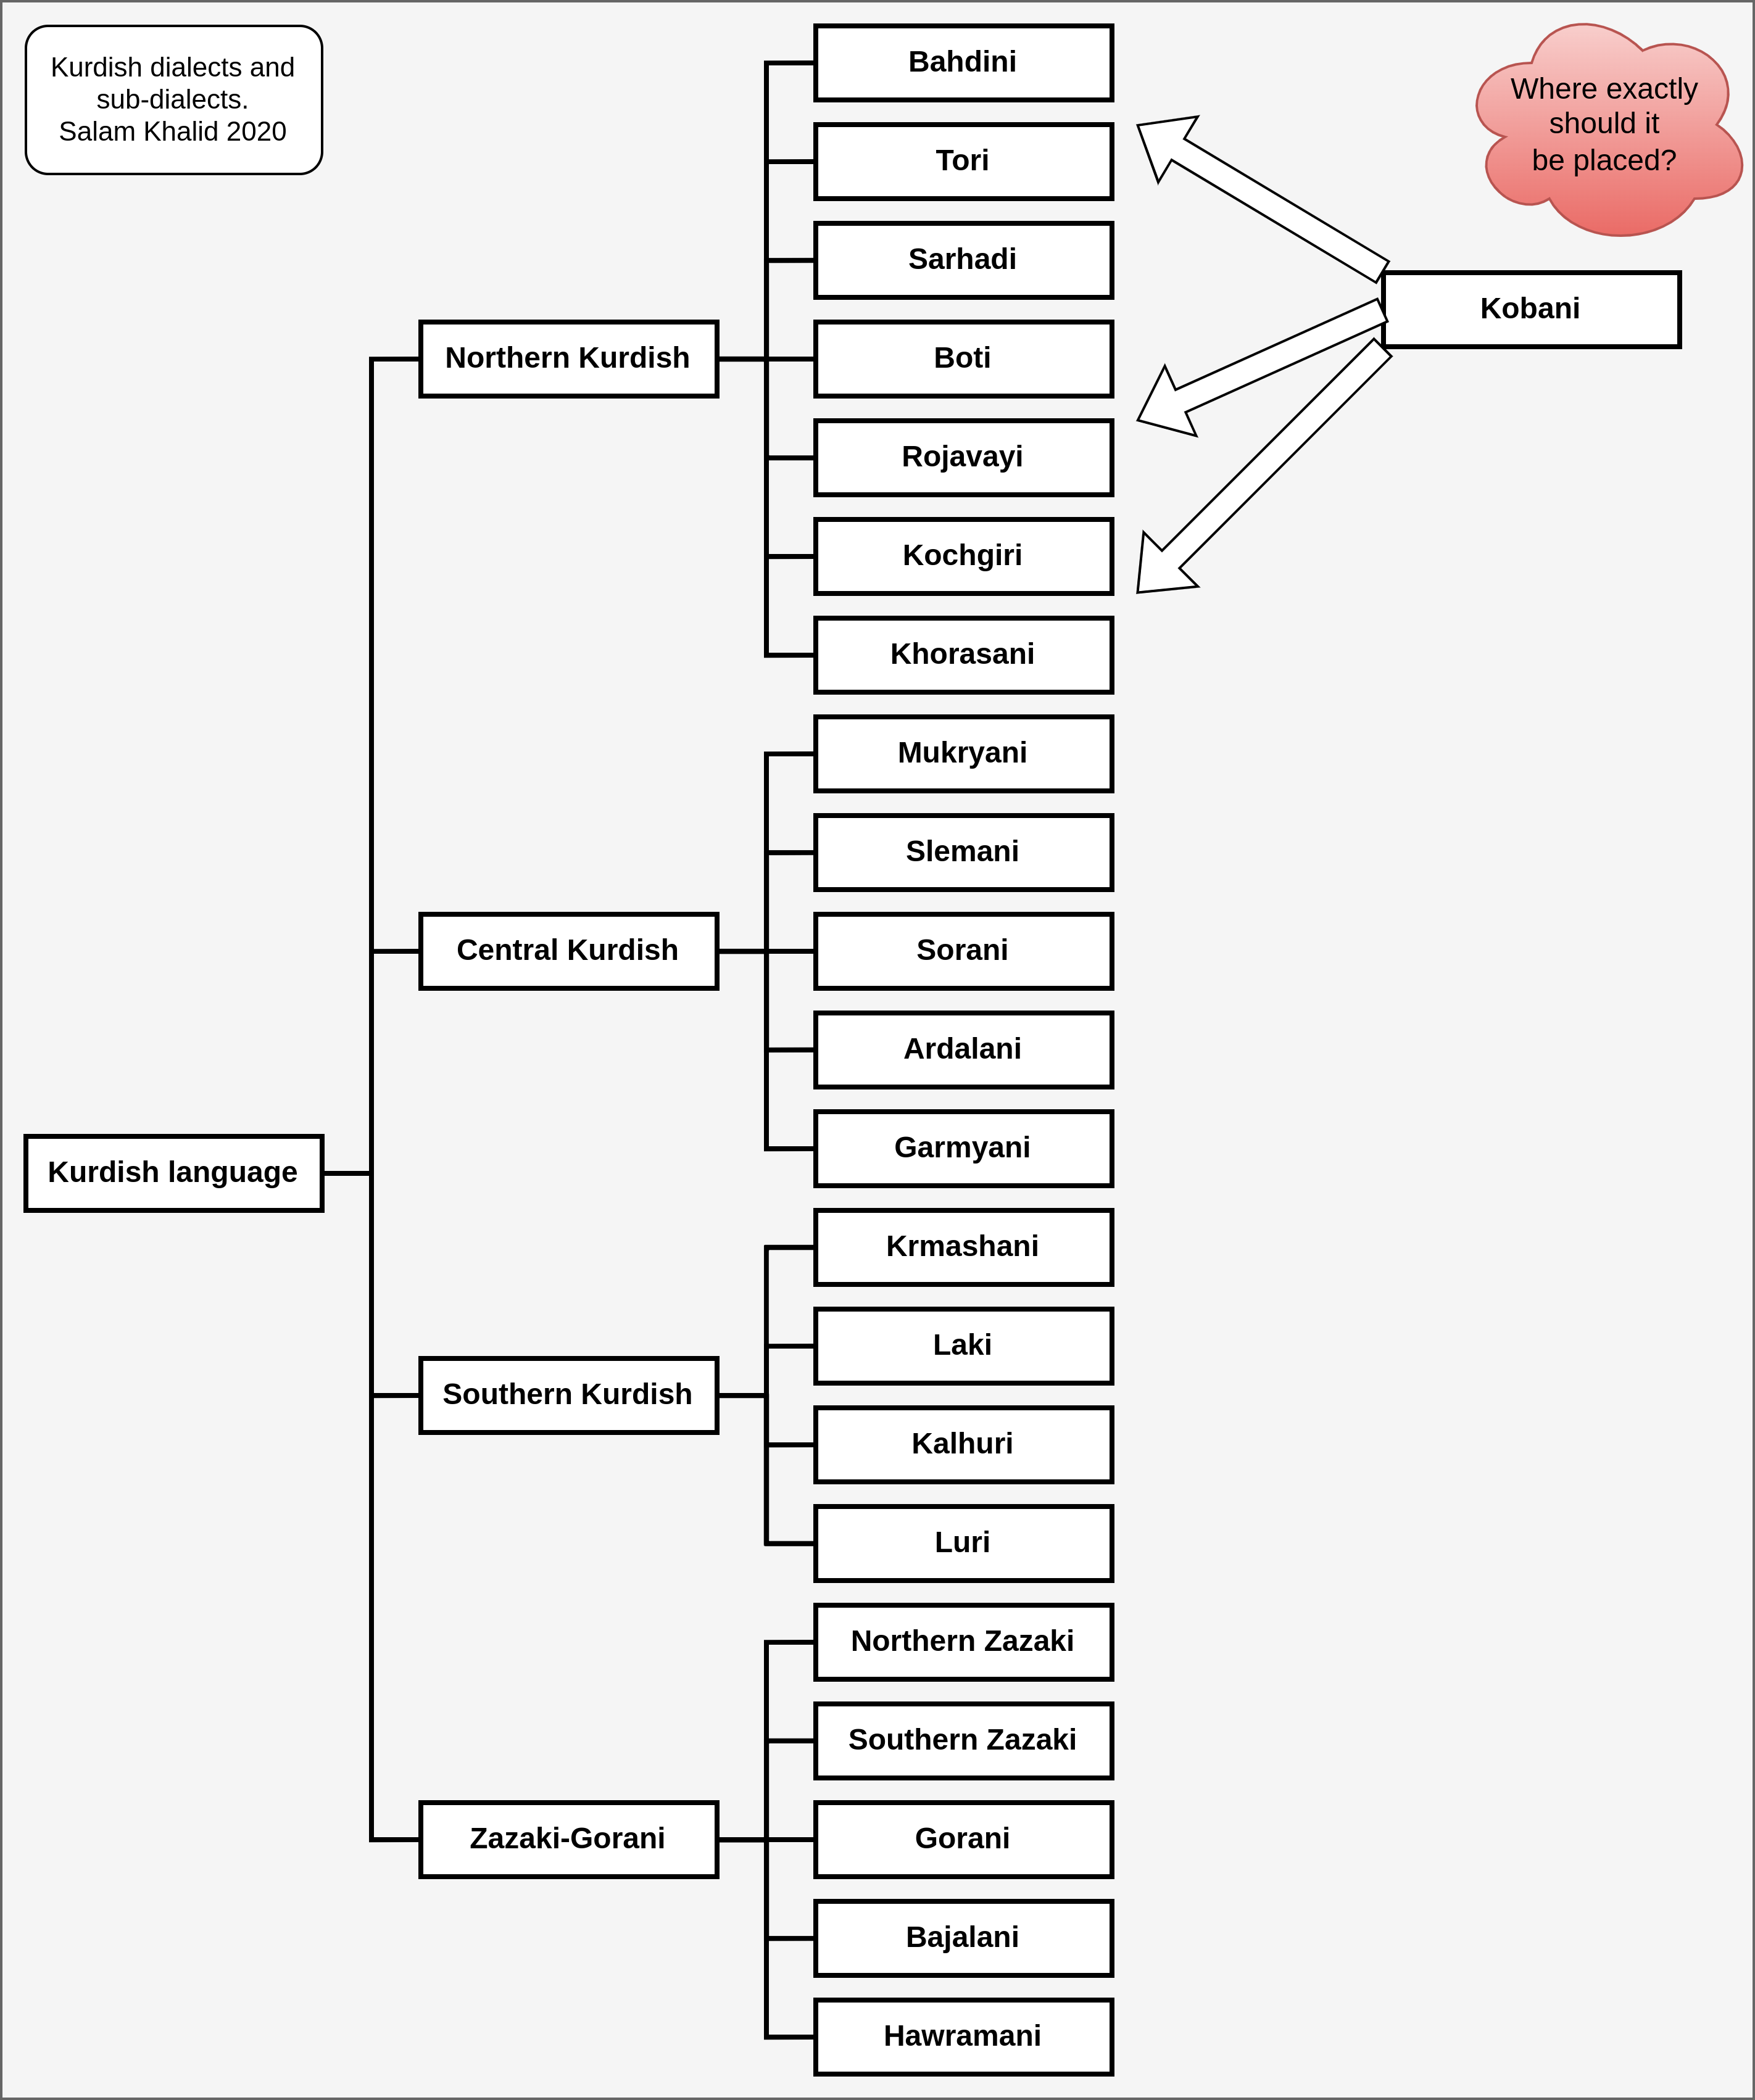 Kurdish dialects and
sub-dialects.
Salam Khalid 2020
Where exactly
should it
be placed?
Kobani
Kurdish language
Northern Kurdish
Bahdini
Tori
Sarhadi
Boti
Rojavayi
Kochgiri
Khorasani
Central Kurdish
Mukryani
Slemani
Sorani
Ardalani
Garmyani
Southern Kurdish
Krmashani
Laki
Kalhuri
Luri
Zazaki-Gorani
Northern Zazaki
Southern Zazaki
Gorani
Bajalani
Hawramani